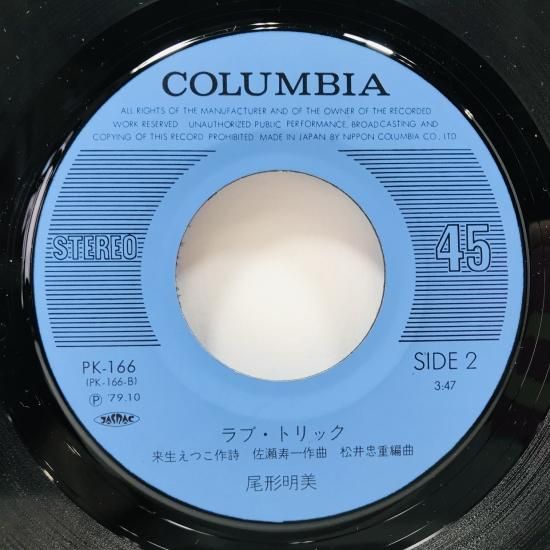 COLUMBIA
ALL RIGHTS OF THE MANUFACTURER AND OF THE OWNER OF THE RECORDED
WORK RESERVED UNAUTHORIZED PUBLIC PERFORMANCE, BROADCASTING AND
COPYING OF THIS RECORD PROHIBITED MADE IN JAPAN BY NIPPON COLUMBIA CO., LTD
STEREO 45
PK-166 SIDE 2
(PK-166-B) 3:47
Ⓟ '79.10
JASRAC
ラブ・トリック
来生えつこ作詩 佐瀬寿一作曲 松井忠重編曲
尾形明美